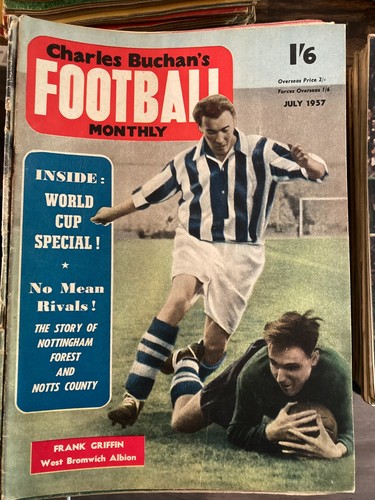 Charles Buchan's
FOOTBALL
MONTHLY
1'6
Overseas Price 2/-
Forces Overseas 1/6
JULY 1957
INSIDE:
WORLD
CUP
SPECIAL!
★
No Mean
Rivals!
THE STORY OF
NOTTINGHAM
FOREST
AND
NOTTS COUNTY
FRANK GRIFFIN
West Bromwich Albion